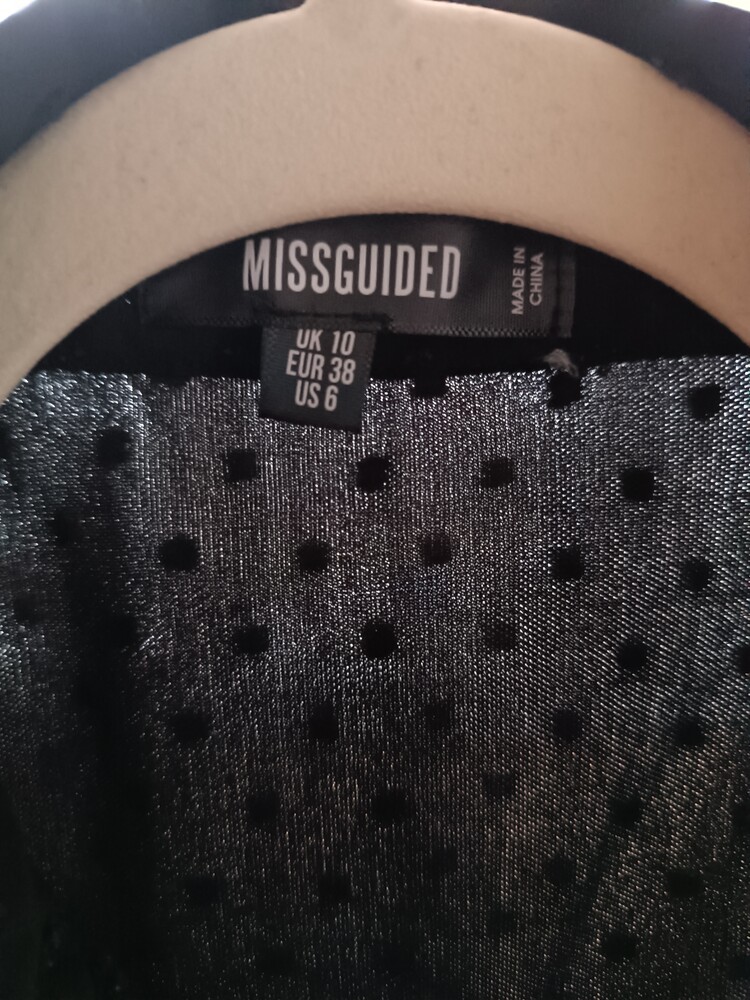 MISSGUIDED
MADE IN
CHINA
UK 10
EUR 38
US 6